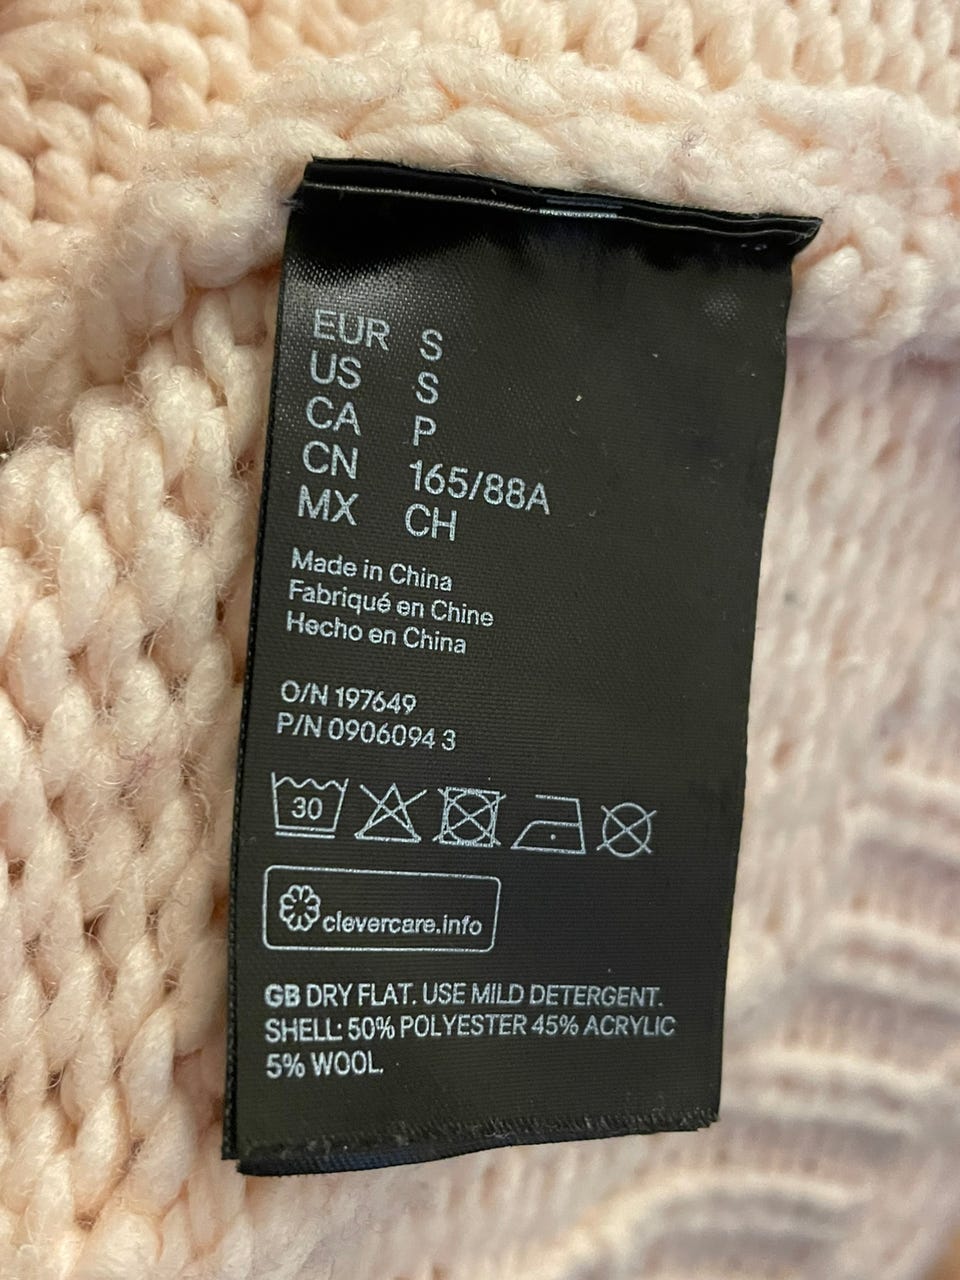 EUR S
US S
CA P
CN 165/88A
MX CH
Made in China
Fabriqué en Chine
Hecho en China
O/N 197649
P/N 0906094 3
30
clevercare.info
GB DRY FLAT. USE MILD DETERGENT.
SHELL: 50% POLYESTER 45% ACRYLIC
5% WOOL.